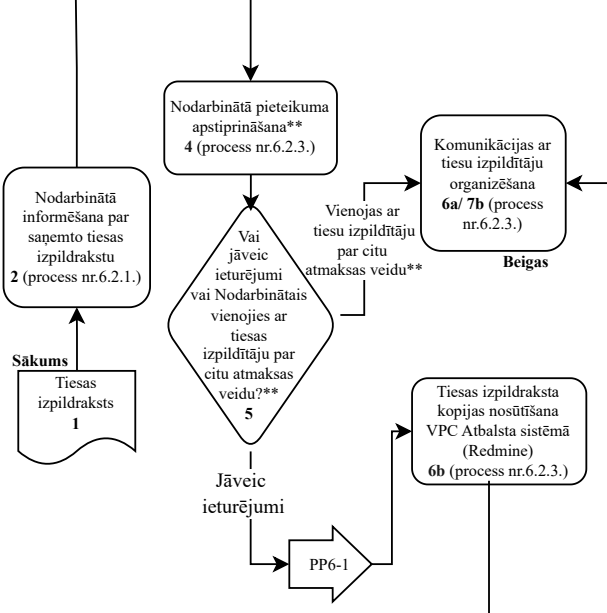 Sākums
Tiesas
izpildraksts
1
Nodarbinātā
informēšana par
saņemto tiesas
izpildrakstu
2 (process nr.6.2.1.)
Nodarbinātā pieteikuma
apstiprināšana**
4 (process nr.6.2.3.)
Vai
jāveic
ieturējumi
vai Nodarbinātais
vienojies ar
tiesas
izpildītāju par
citu atmaksas
veidu?**
5
Vienojas ar
tiesu izpildītāju
par citu
atmaksas veidu**
Komunikācijas ar
tiesu izpildītāju
organizēšana
6a/ 7b (process
nr.6.2.3.)
Beigas
Jāveic
ieturējumi
PP6-1
Tiesas izpildraksta
kopijas nosūtīšana
VPC Atbalsta sistēmā
(Redmine)
6b (process nr.6.2.3.)